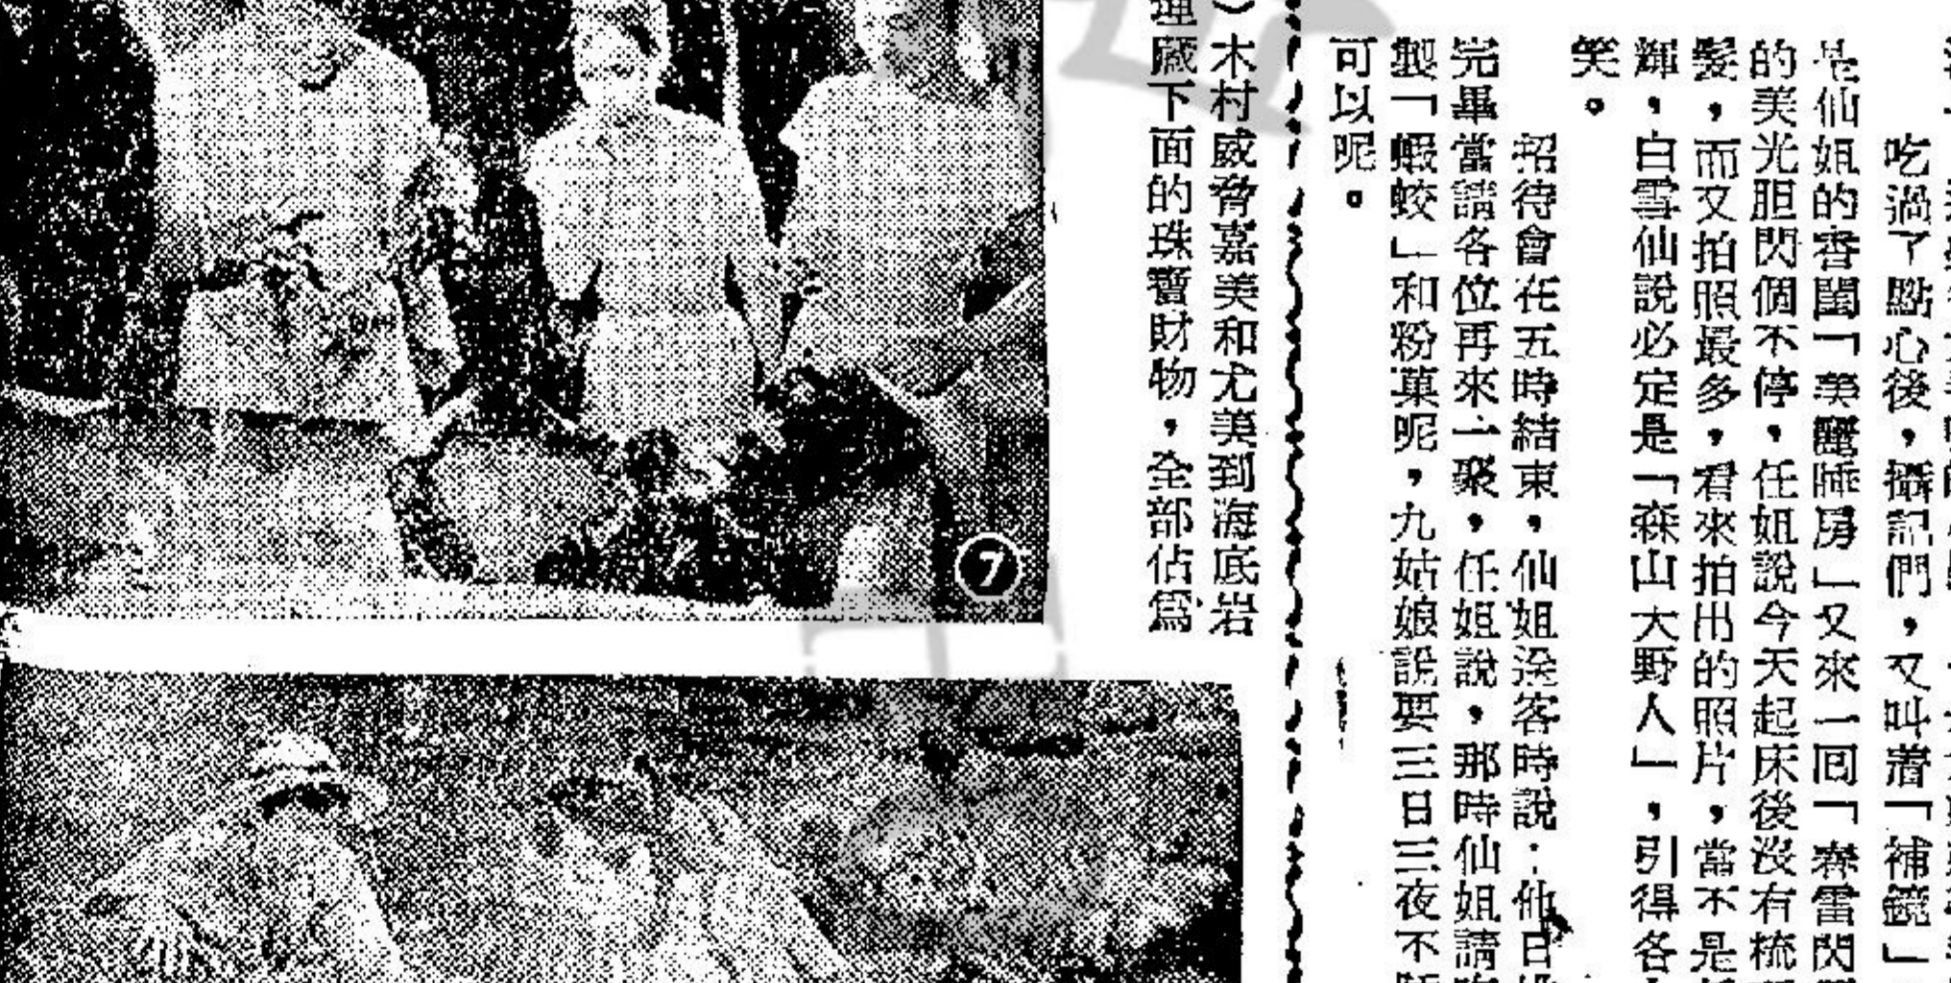 吃過了點心後，攝記們，又叫着「補鏡」
是仙姐的香閨「美麗睡房」又來一回「春雷閃
的美光胆閃個不停，任姐說今天起床後沒有梳
髮，而又拍照最多，看來拍出的照片，當不是
輝，白雪仙說必定是「森山大野人」，引得各
笑。
招待會在五時結束，仙姐送客時說：他日
完畢當請各位再來一聚，任姐說，那時仙姐請
製「蝦蛟」和粉菓呢，九姑娘說要三日三夜不
可以呢。
）木村威脅嘉美和尤美到海底岩
下面的珠寶財物，全部佔爲
7